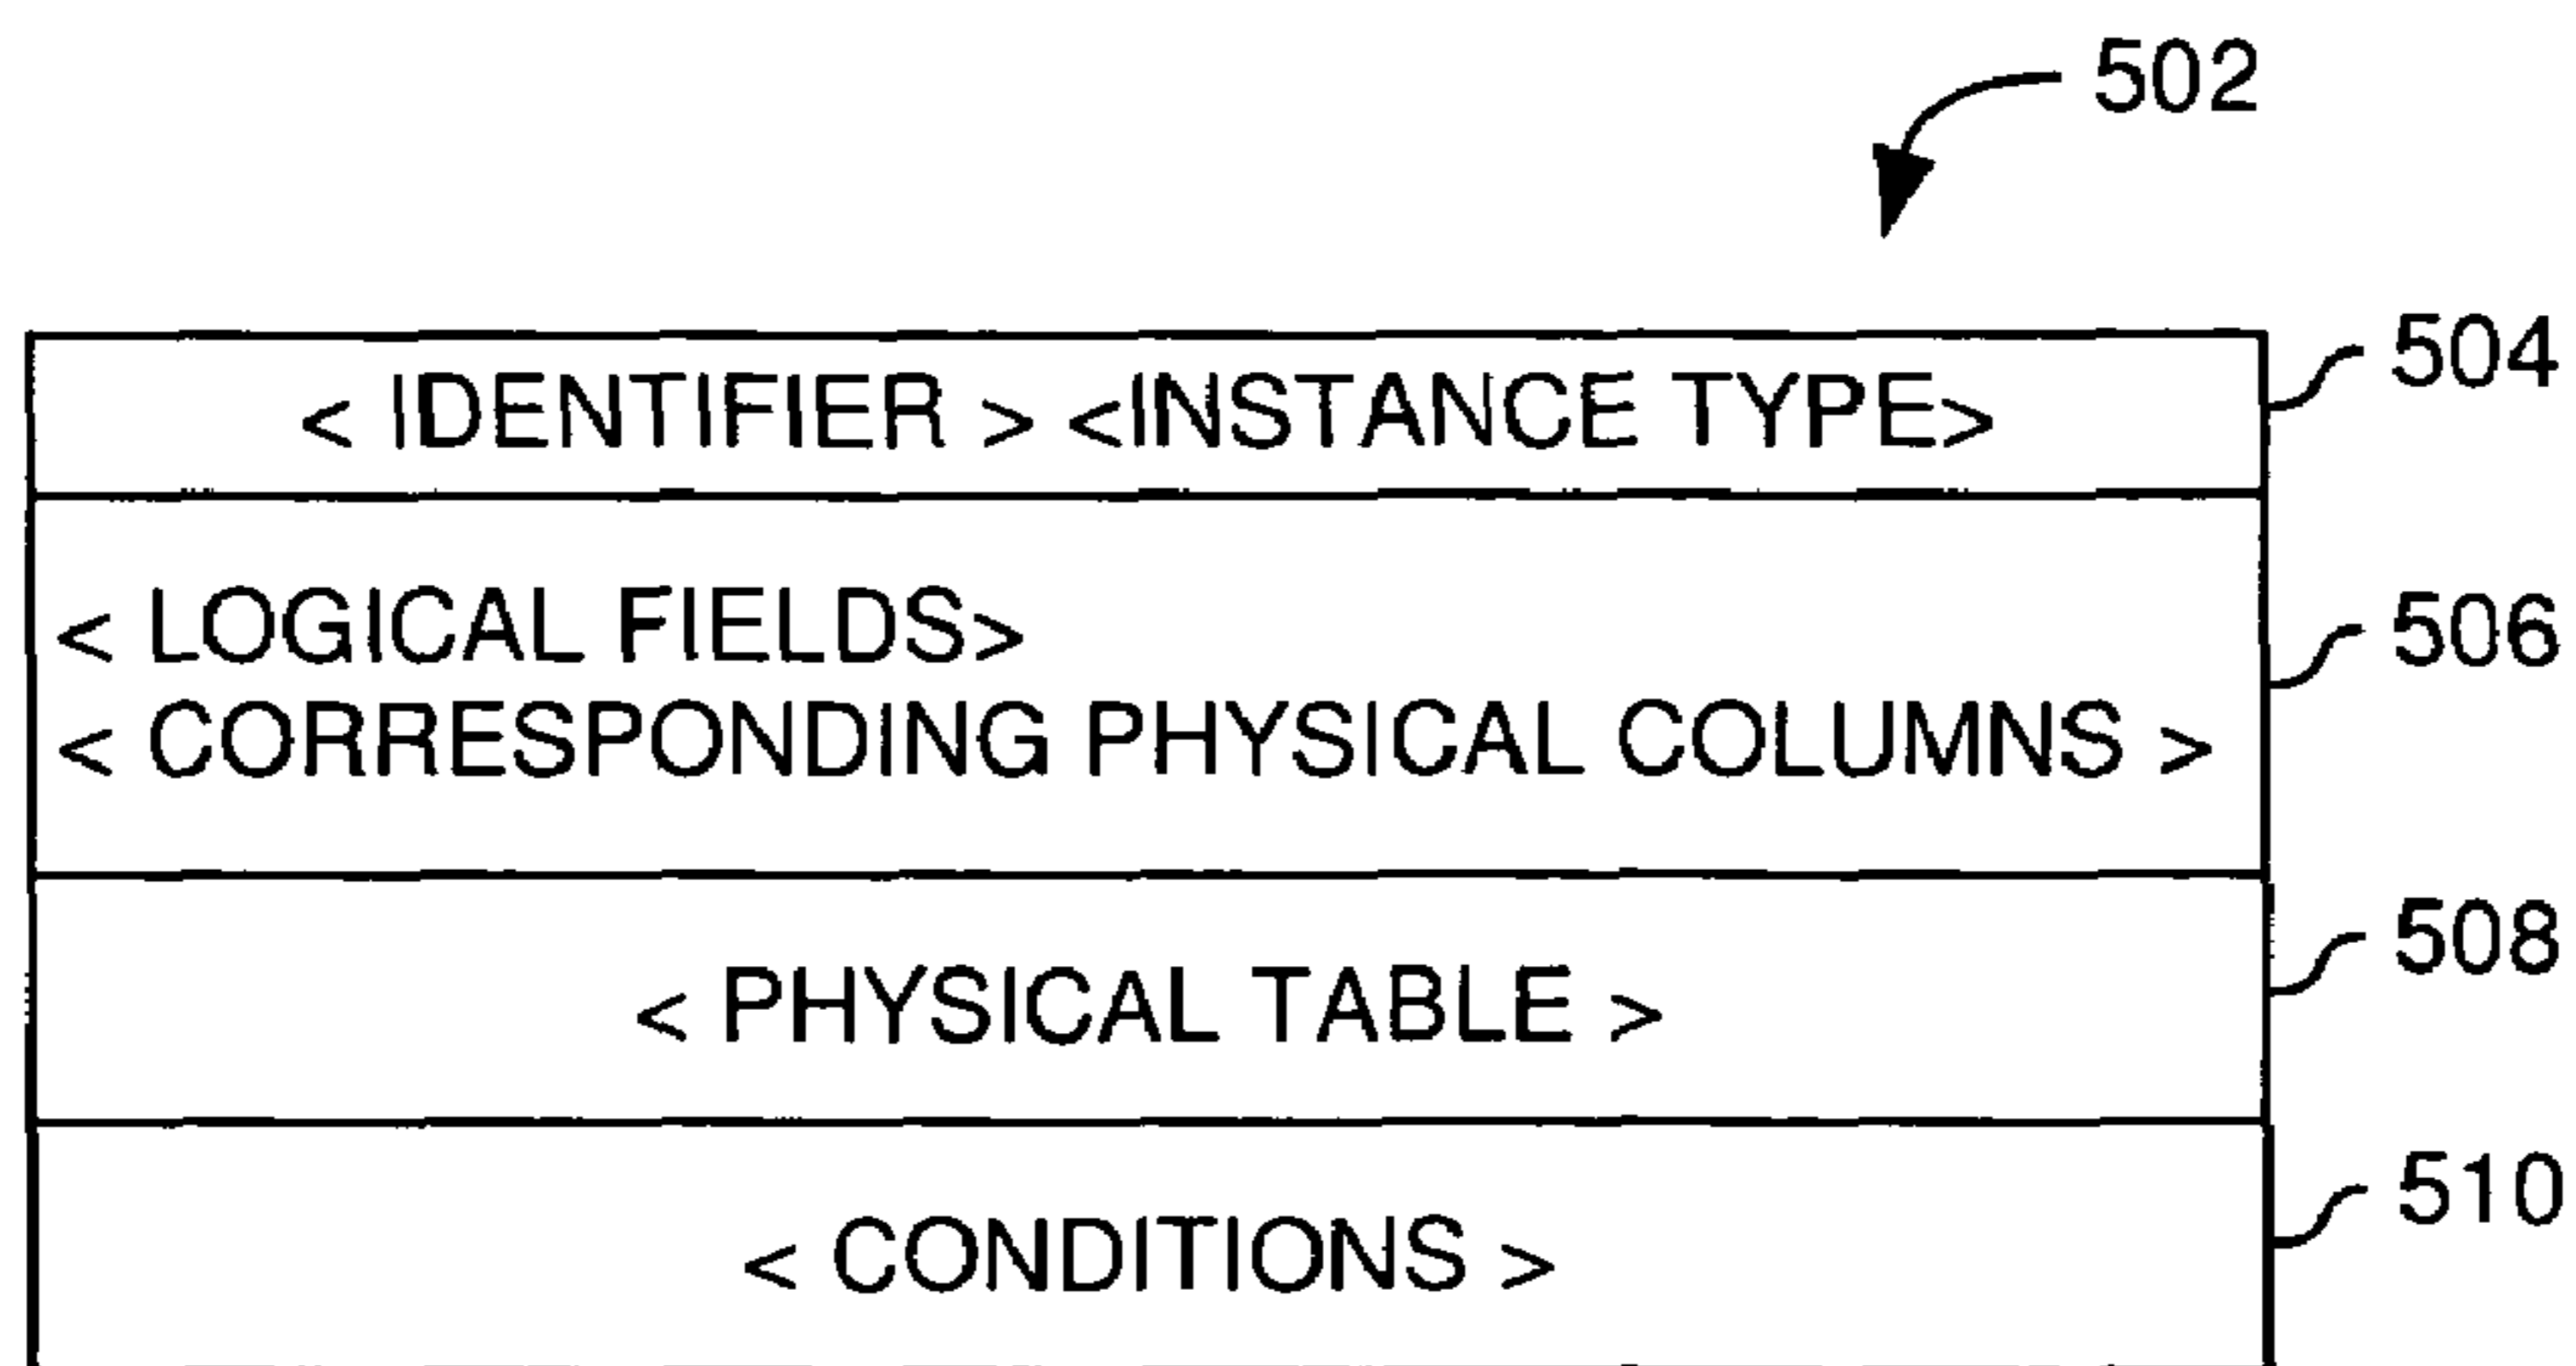 502
< IDENTIFIER > <INSTANCE TYPE>
504
< LOGICAL FIELDS>
506
< CORRESPONDING PHYSICAL COLUMNS >
< PHYSICAL TABLE >
508
< CONDITIONS >
510